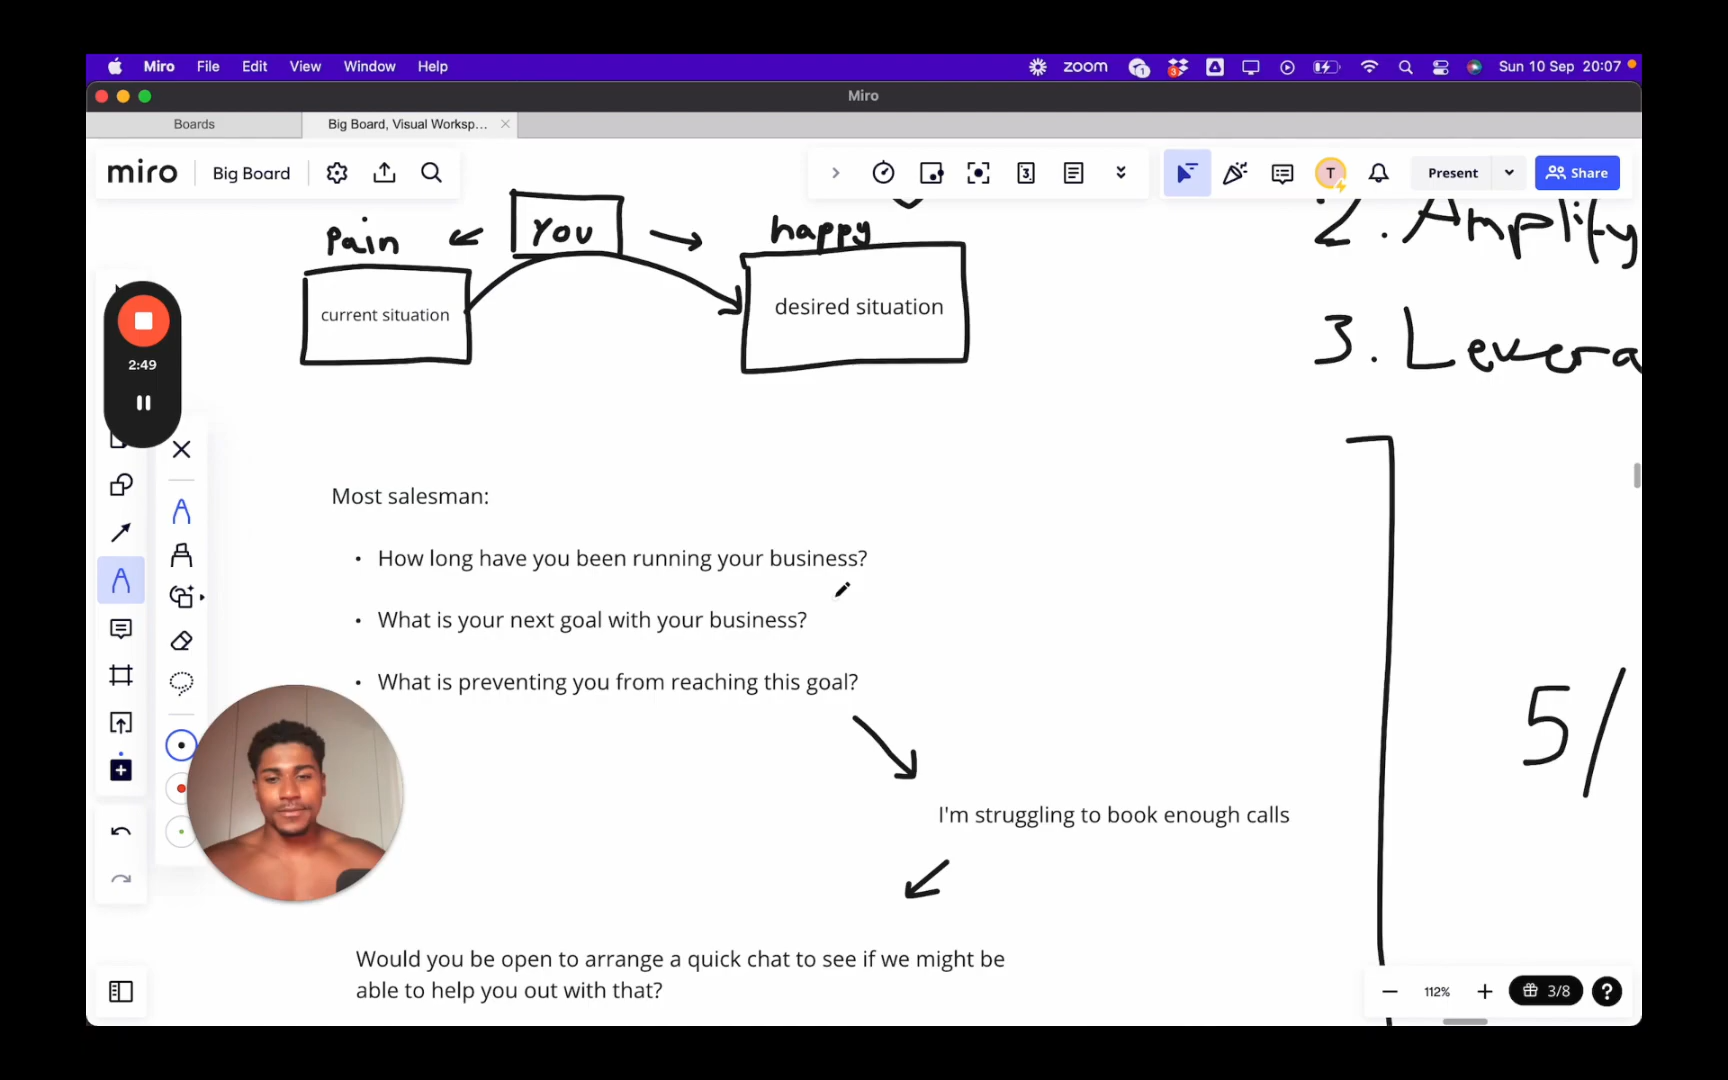 Miro File Edit View Window Help
zoom 1 3 Sun 10 Sep 20:07
Miro
Boards
Big Board, Visual Worksp...
miro Big Board
3 T Present Share
Pain
You
happy
2. Amplify
current situation
desired situation
3. Levera
2:49
Most salesman:
• How long have you been running your business?
• What is your next goal with your business?
• What is preventing you from reaching this goal?
5/
I'm struggling to book enough calls
Would you be open to arrange a quick chat to see if we might be
able to help you out with that?
112% 3/8 ?